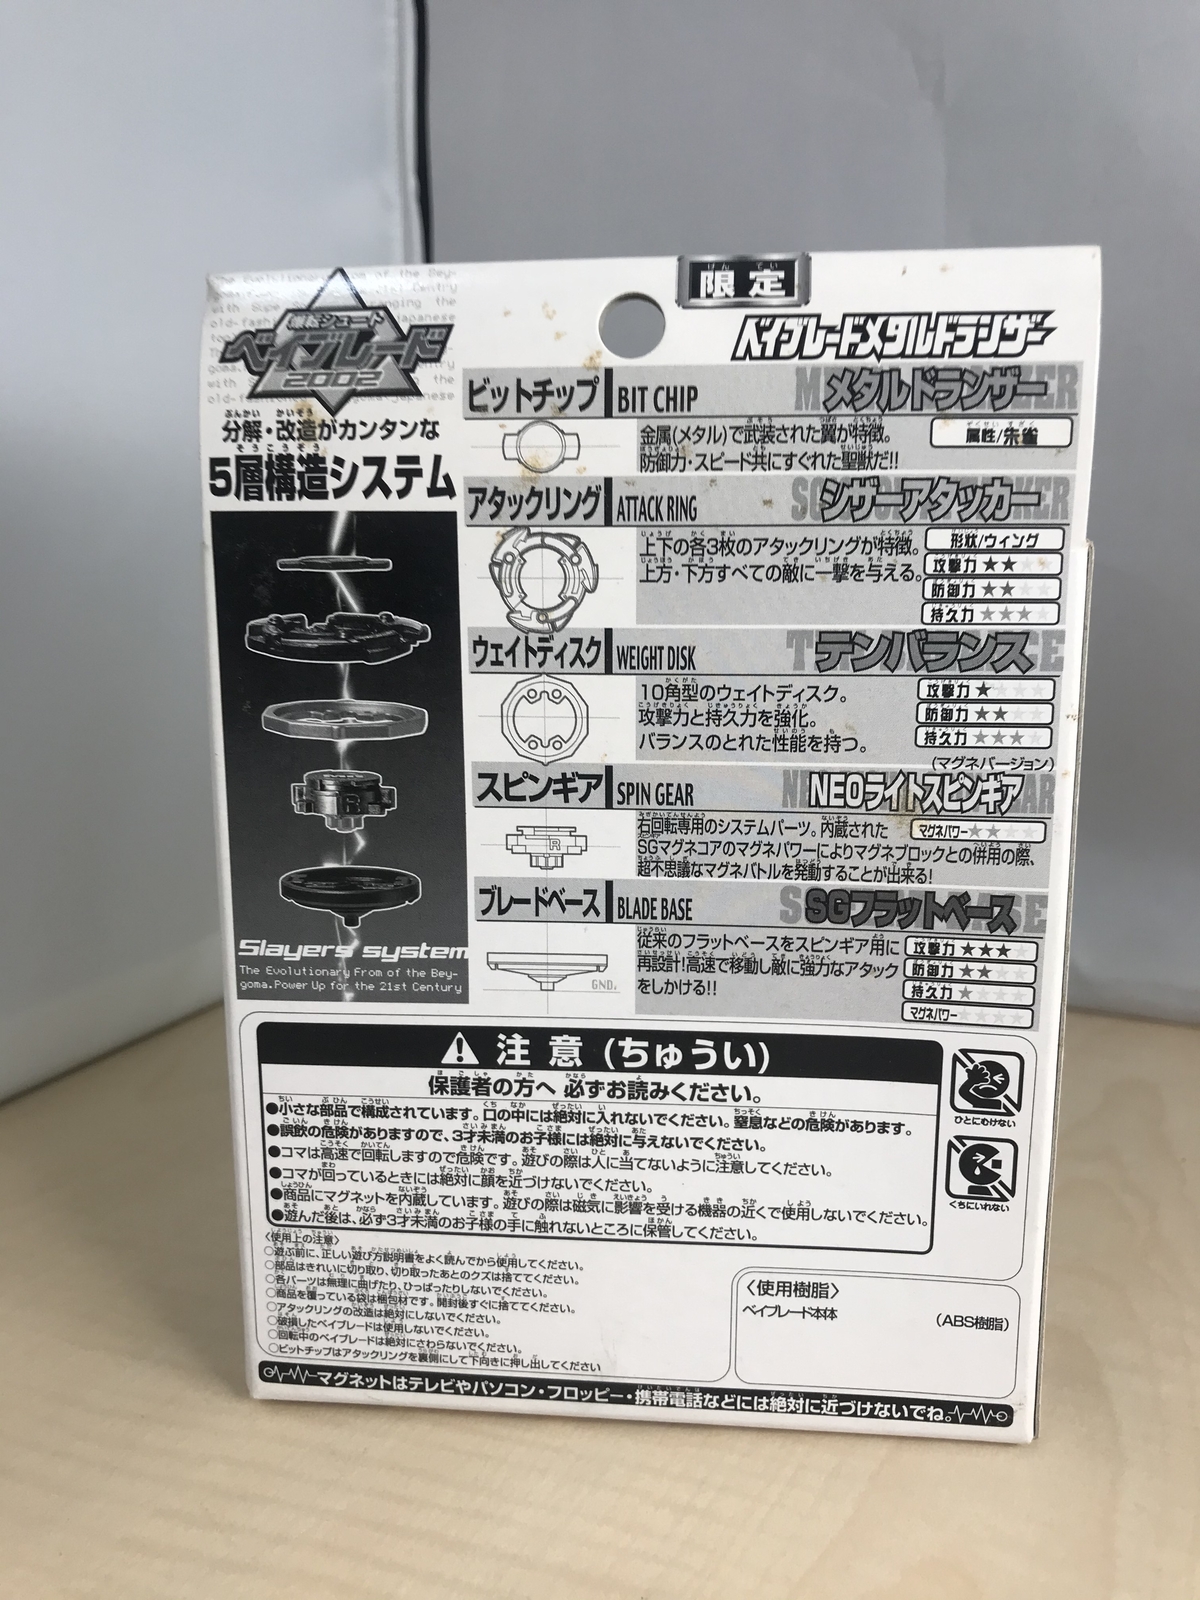 限定
爆転シュート
ベイブレード
2002
分解・改造がカンタンな
5層構造システム
Slayers system
The Evolutionary From of the Bey-
goma.Power Up for the 21st Century
ベイブレードメタルドランザー
ビットチップ BIT CHIP メタルドランザー
金属(メタル)で武装された翼が特徴。
防御力・スピード共にすぐれた聖獣だ!!
属性/朱雀
アタックリング ATTACK RING シザーアタッカー
上下の各3枚のアタックリングが特徴。
上方・下方すべての敵に一撃を与える。
形状/ウィング
攻撃力 ★★
防御力 ★★
持久力 ★★★
ウェイトディスク WEIGHT DISK テンバランス
10角型のウェイトディスク。
攻撃力と持久力を強化。
バランスのとれた性能を持つ。
攻撃力 ★
防御力 ★★
持久力 ★★★
(マグネバージョン)
スピンギア SPIN GEAR NEOライトスピンギア
右回転専用のシステムパーツ。内蔵された
SGマグネコアのマグネパワーによりマグネブロックとの併用の際、
超不思議なマグネバトルを発動することが出来る!
マグネパワー ★★
R
ブレードベース BLADE BASE SGフラットベース
従来のフラットベースをスピンギア用に
再設計!高速で移動し敵に強力なアタック
をしかける!!
攻撃力 ★★★
防御力 ★★
持久力 ★
マグネパワー
GND.
注意(ちゅうい)
保護者の方へ 必ずお読みください。
●小さな部品で構成されています。口の中には絶対に入れないでください。窒息などの危険があります。
●誤飲の危険がありますので、3才未満のお子様には絶対に与えないでください。
●コマは高速で回転しますので危険です。遊びの際は人に当てないように注意してください。
●コマが回っているときには絶対に顔を近づけないでください。
●商品にマグネットを内蔵しています。遊びの際は磁気に影響を受ける機器の近くで使用しないでください。
●遊んだ後は、必ず3才未満のお子様の手に触れないところに保管してください。
ひとにむけない
くちにいれない
〈使用上の注意〉
○遊ぶ前に、正しい遊び方説明書をよく読んでから使用してください。
○部品はきれいに切り取り、切り取ったあとのクズは捨ててください。
○各パーツは無理に曲げたり、ひっぱったりしないでください。
○商品を覆っている袋は梱包材です。開封後すぐに捨ててください。
○アタックリングの改造は絶対にしないでください。
○破損したベイブレードは使用しないでください。
○回転中のベイブレードは絶対にさわらないでください。
○ビットチップはアタックリングを裏側にして下向きに押し出してください
〈使用樹脂〉
ベイブレード本体 (ABS樹脂)
マグネットはテレビやパソコン・フロッピー・携帯電話などには絶対に近づけないでね。